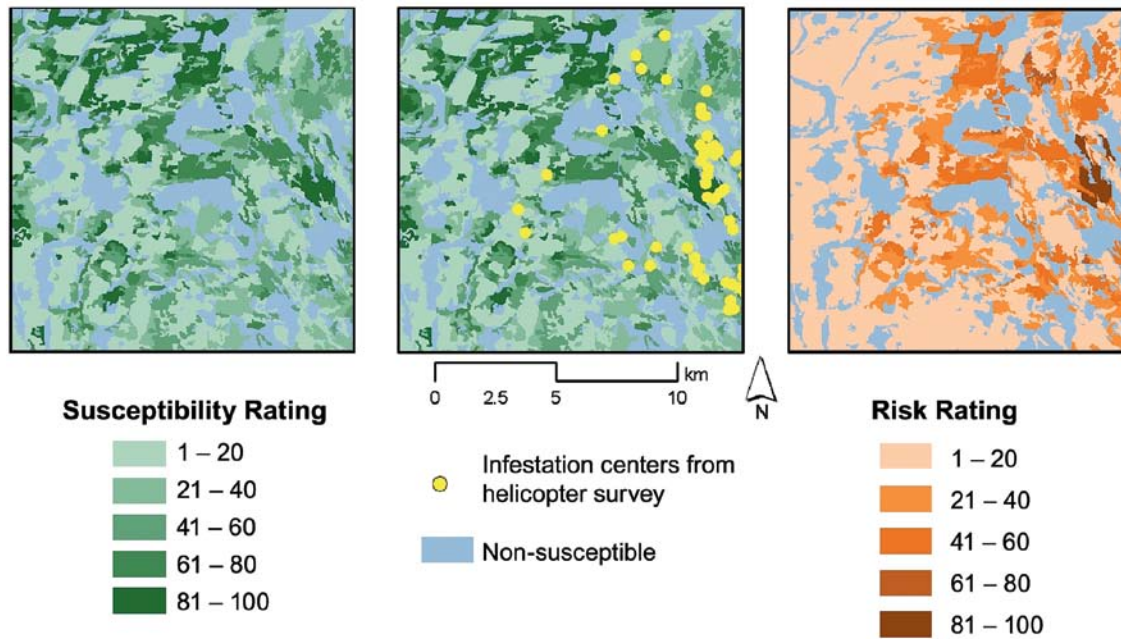 km
0
2.5
5
10
N
Susceptibility Rating
1 – 20
21 – 40
41 – 60
61 – 80
81 – 100
Infestation centers from
helicopter survey
Non-susceptible
Risk Rating
1 – 20
21 – 40
41 – 60
61 – 80
81 – 100